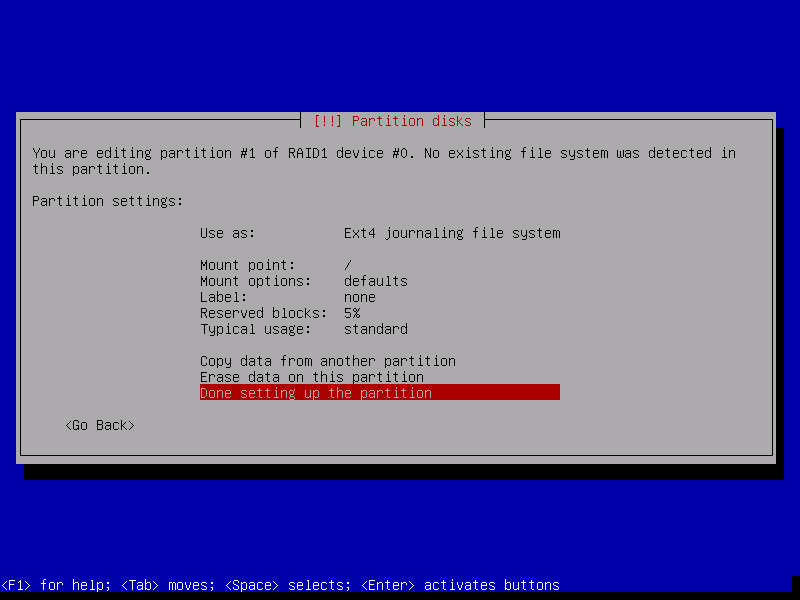 [!!] Partition disks
You are editing partition #1 of RAID1 device #0. No existing file system was detected in
this partition.
Partition settings:
Use as: Ext4 journaling file system
Mount point: /
Mount options: defaults
Label: none
Reserved blocks: 5%
Typical usage: standard
Copy data from another partition
Erase data on this partition
Done setting up the partition
<Go Back>
<F1> for help; <Tab> moves; <Space> selects; <Enter> activates buttons